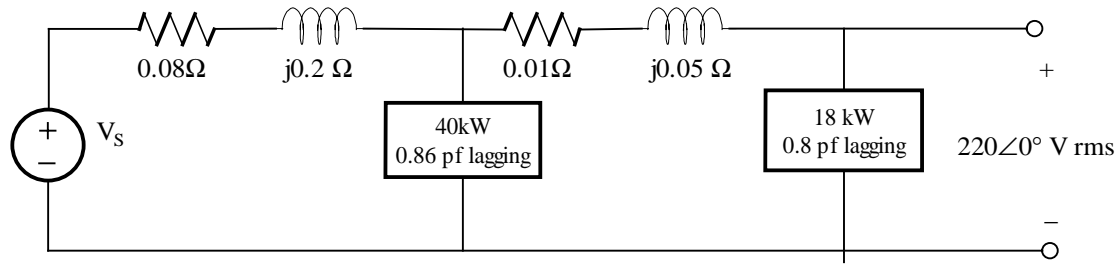 0.08Ω
j0.2 Ω
0.01Ω
j0.05 Ω
+
+
V_S
–
40kW
0.86 pf lagging
18 kW
0.8 pf lagging
220∠0° V rms
–